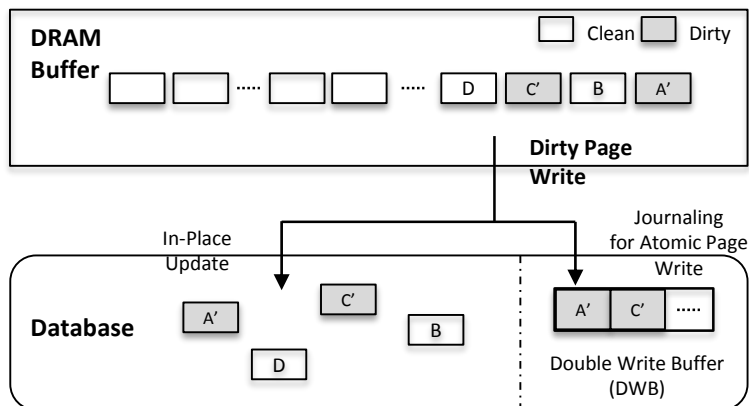 DRAM
Buffer
Clean
Dirty
.....
.....
D
C'
B
A'
Dirty Page
Write
In-Place
Update
Journaling
for Atomic Page
Write
Database
A'
C'
B
D
A'
C'
.....
Double Write Buffer
(DWB)